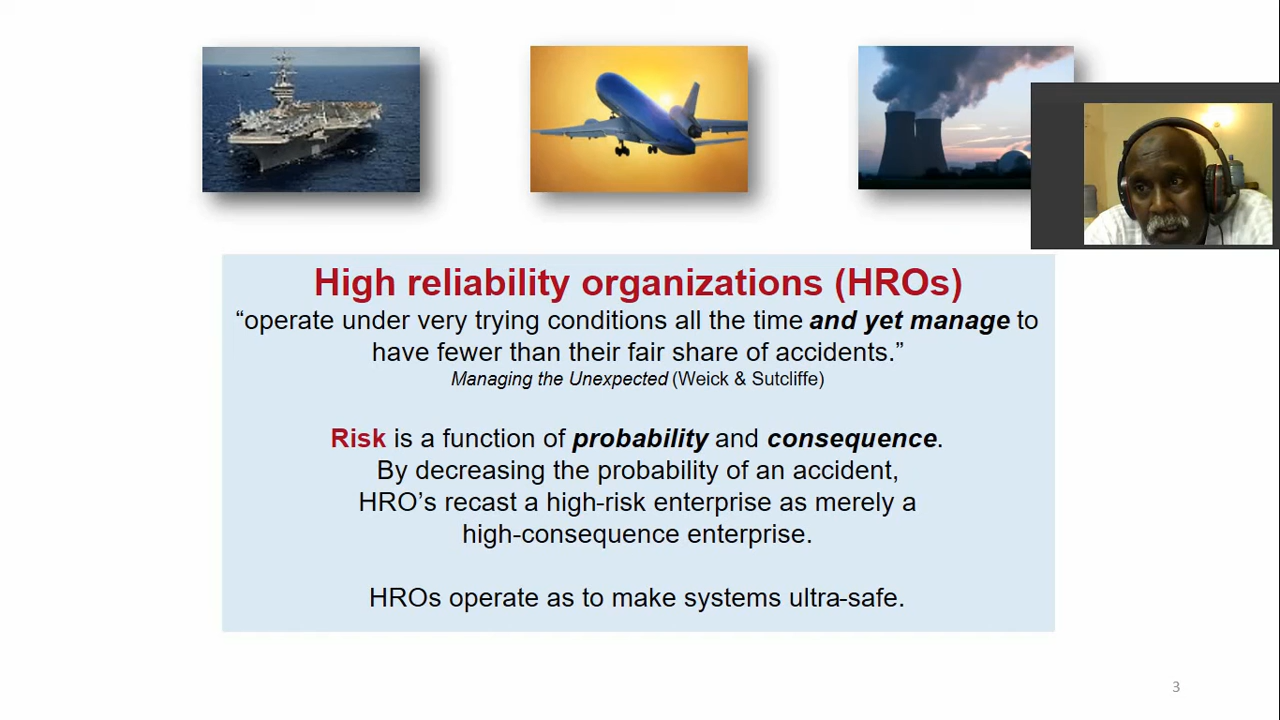 High reliability organizations (HROs)
“operate under very trying conditions all the time and yet manage to
have fewer than their fair share of accidents.”
Managing the Unexpected (Weick & Sutcliffe)
Risk is a function of probability and consequence.
By decreasing the probability of an accident,
HRO’s recast a high-risk enterprise as merely a
high-consequence enterprise.
HROs operate as to make systems ultra-safe.
3